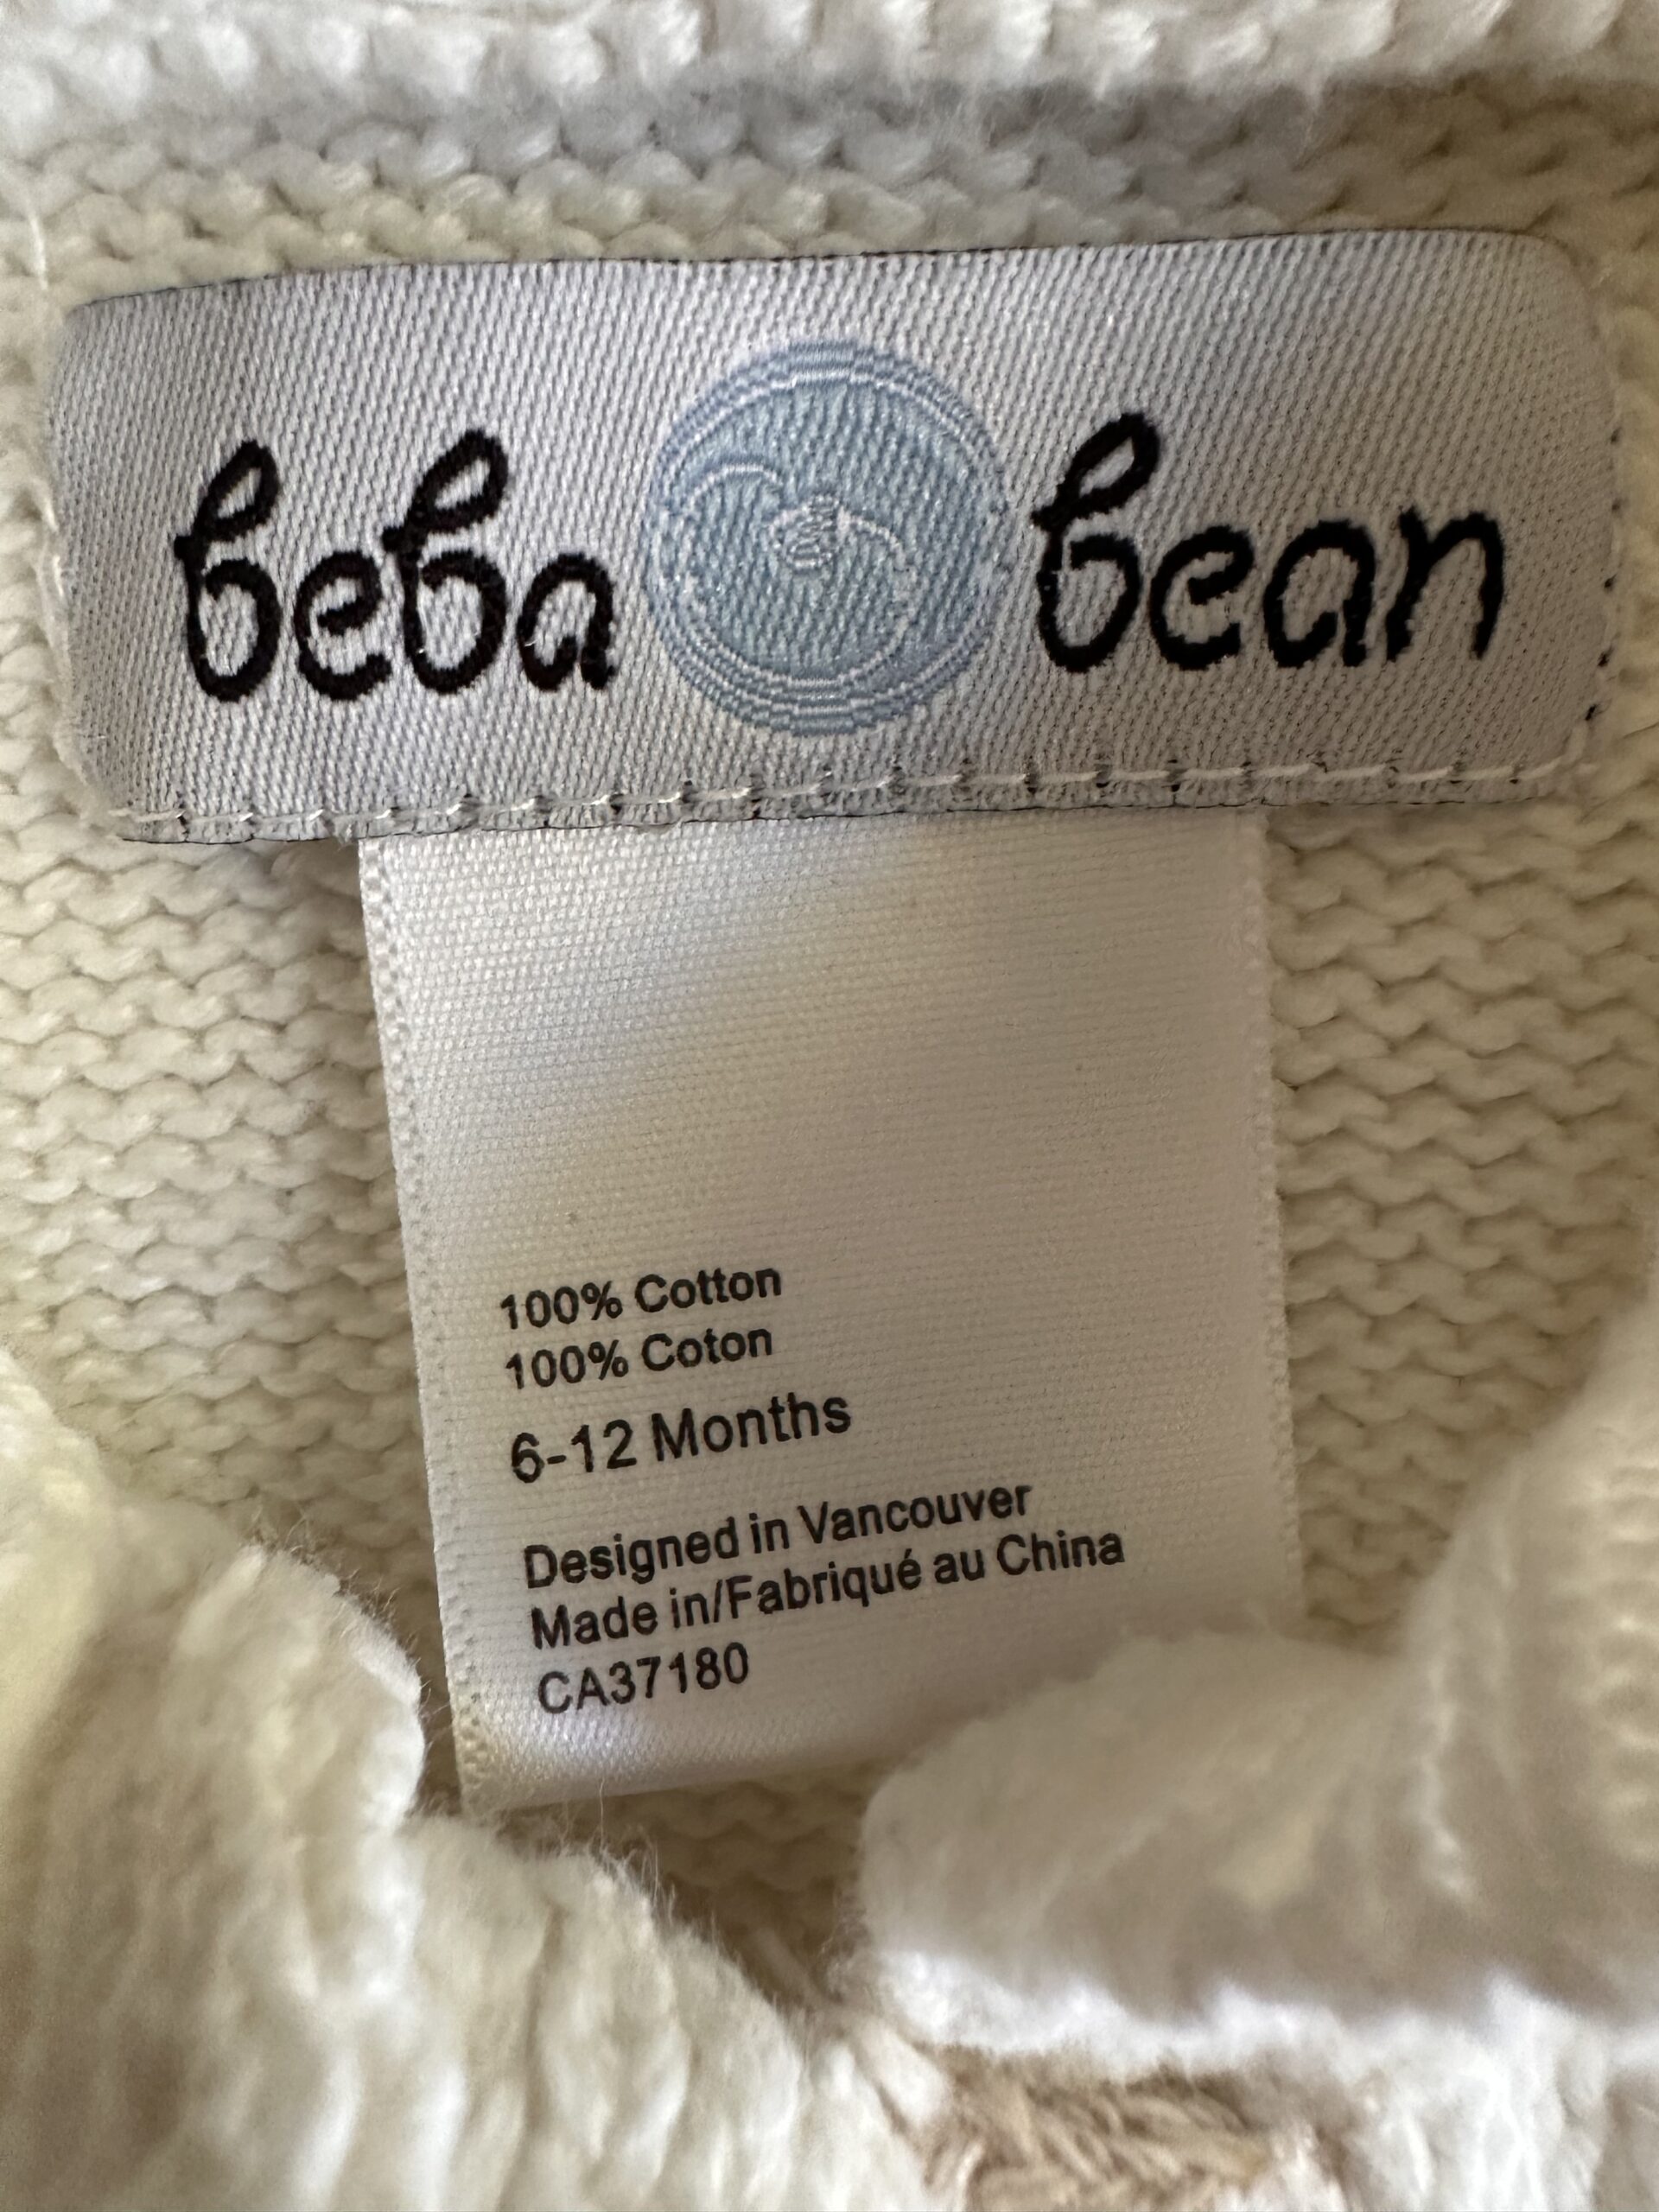 beba bean
100% Cotton
100% Coton
6-12 Months
Designed in Vancouver
Made in/Fabriqué au China
CA37180